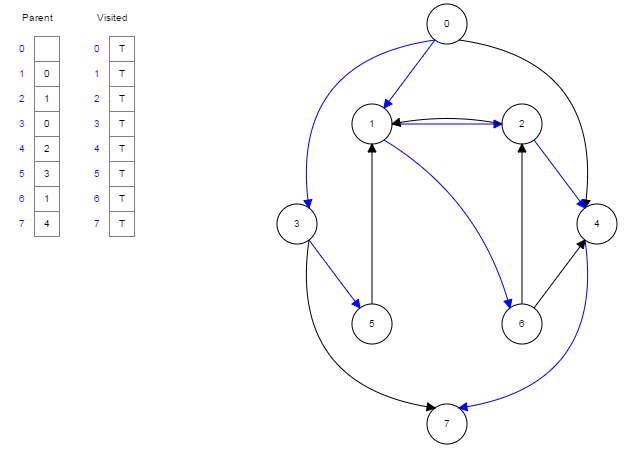 Parent Visited
0 0 T
1 0 1 T
2 1 2 T
3 0 3 T
4 2 4 T
5 3 5 T
6 1 6 T
7 4 7 T
0
1 2
3 4
5 6
7